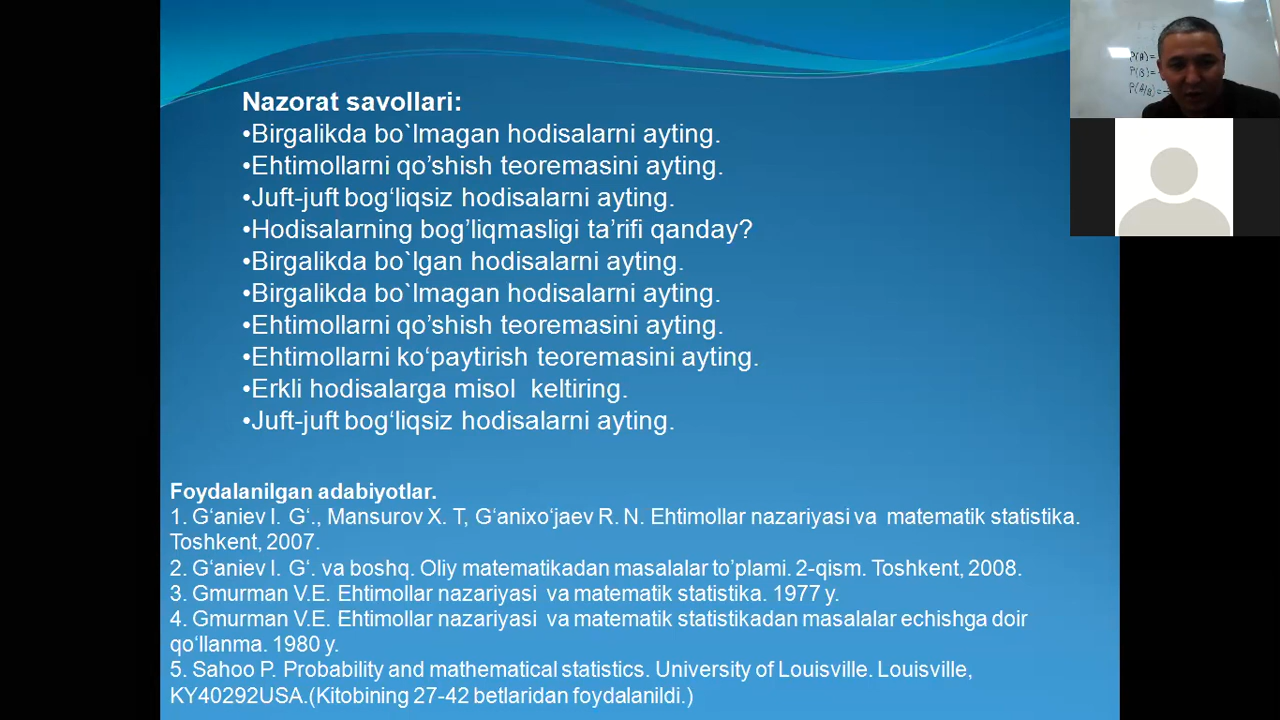 Nazorat savollari:
•Birgalikda bo`lmagan hodisalarni ayting.
•Ehtimollarni qo’shish teoremasini ayting.
•Juft-juft bog‘liqsiz hodisalarni ayting.
•Hodisalarning bog’liqmasligi ta’rifi qanday?
•Birgalikda bo`lgan hodisalarni ayting.
•Birgalikda bo`lmagan hodisalarni ayting.
•Ehtimollarni qo’shish teoremasini ayting.
•Ehtimollarni ko‘paytirish teoremasini ayting.
•Erkli hodisalarga misol keltiring.
•Juft-juft bog‘liqsiz hodisalarni ayting.
Foydalanilgan adabiyotlar.
1. G‘aniev I. G‘., Mansurov X. T, G‘anixo‘jaev R. N. Ehtimollar nazariyasi va matematik statistika.
Toshkent, 2007.
2. G‘aniev I. G‘. va boshq. Oliy matematikadan masalalar to’plami. 2-qism. Toshkent, 2008.
3. Gmurman V.E. Ehtimollar nazariyasi va matematik statistika. 1977 y.
4. Gmurman V.E. Ehtimollar nazariyasi va matematik statistikadan masalalar echishga doir
qo‘llanma. 1980 y.
5. Sahoo P. Probability and mathematical statistics. University of Louisville. Louisville,
KY40292USA.(Kitobining 27-42 betlaridan foydalanildi.)
P(A)=
P(B)=
P(A/B)=